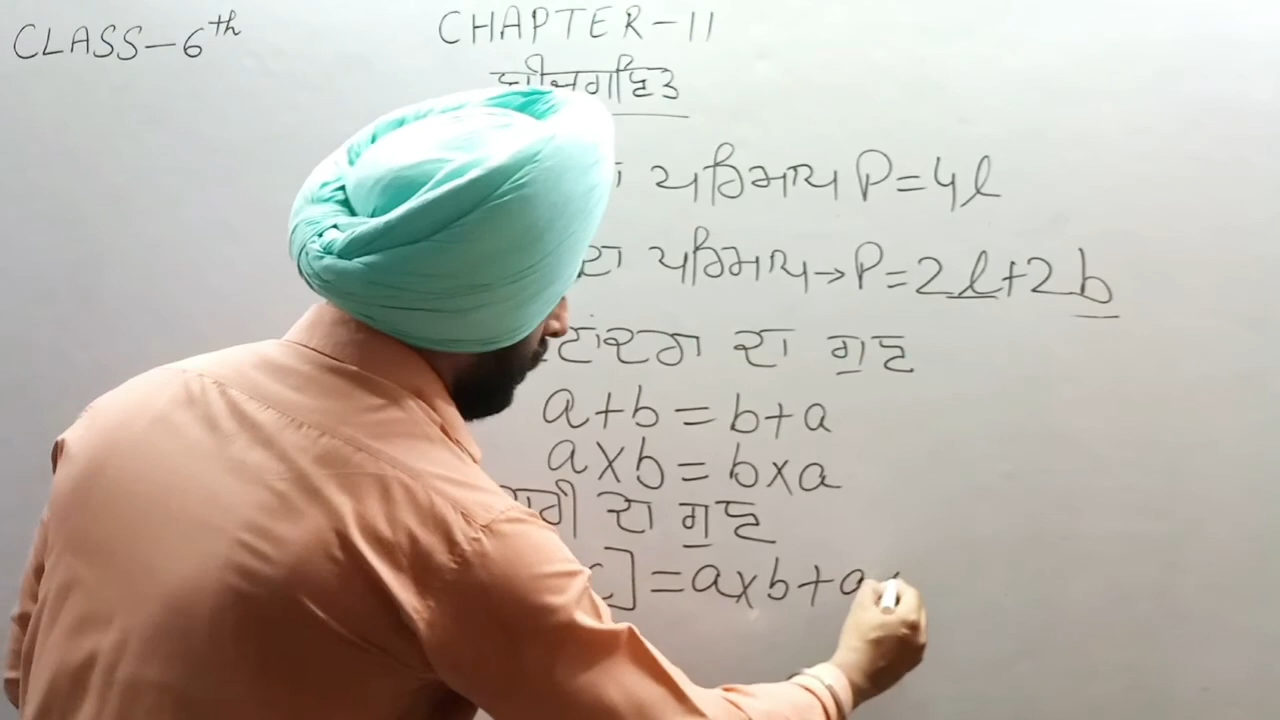 CLASS-6th
CHAPTER-11
ਬੀਜਗਣਿਤ
ਪਰਿਮਾਪ P=4l
ਦਾ ਪਰਿਮਾਪ→P=2l+2b
ਦਾ ਗੁਣ
a+b=b+a
a×b=b×a
ਦਾ ਗੁਣ
c]=a×b+a